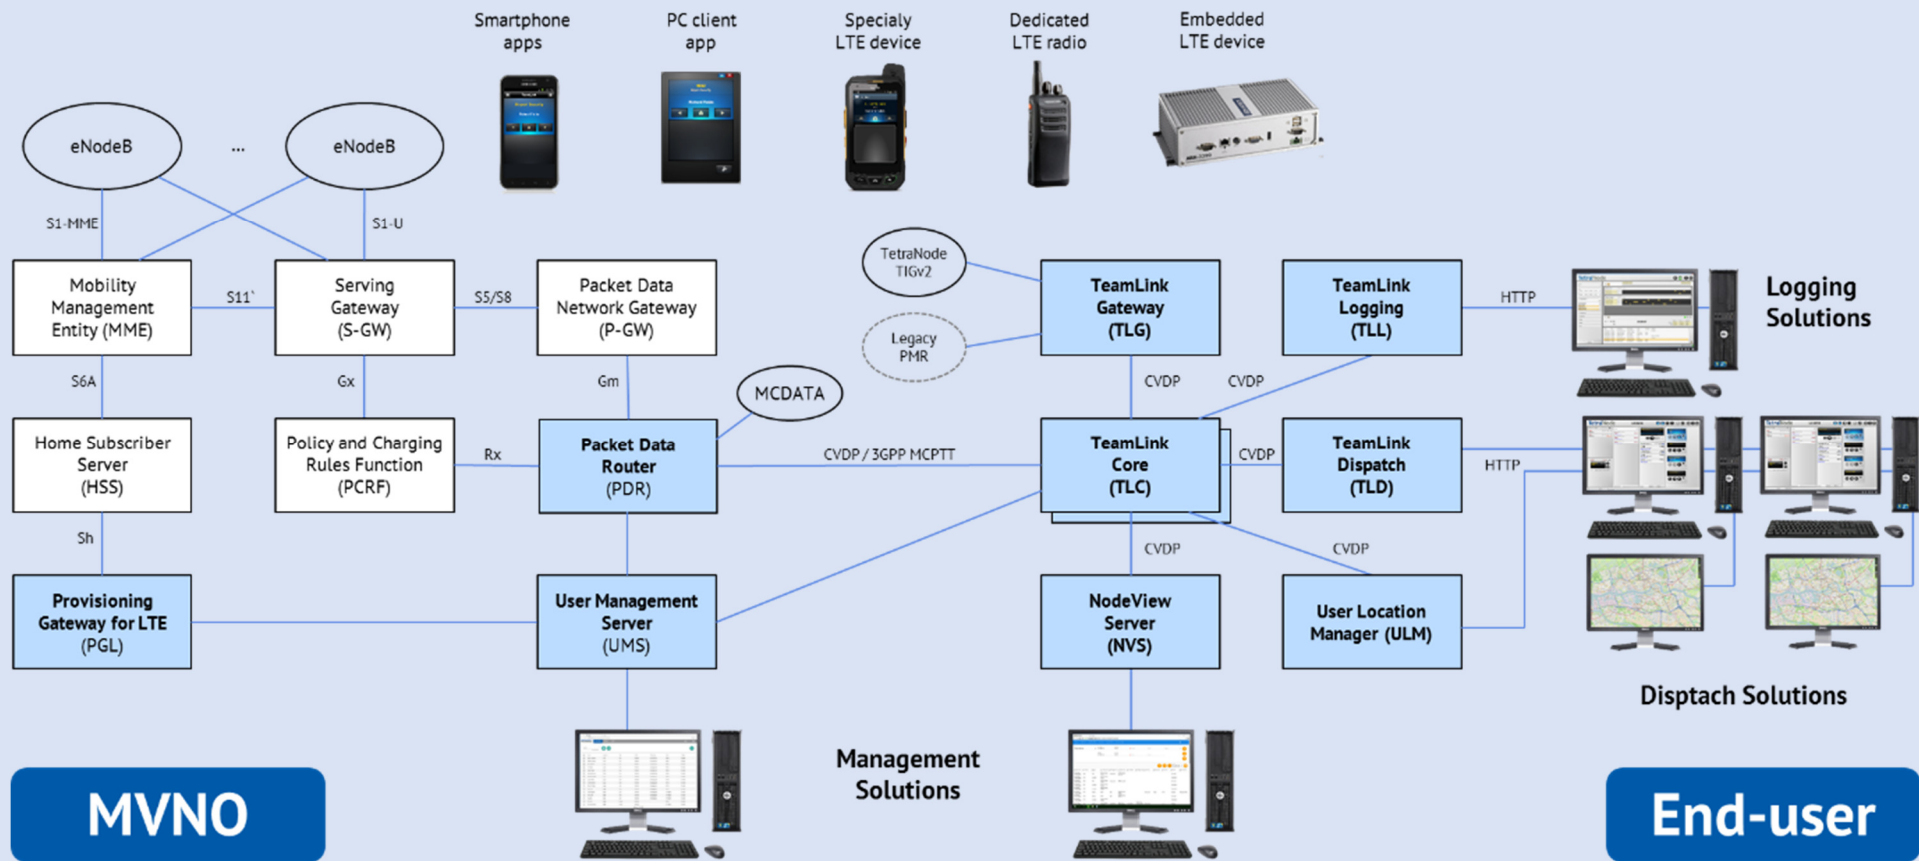 Smartphone
apps
PC client
app
Specialy
LTE device
Dedicated
LTE radio
Embedded
LTE device
eNodeB
...
eNodeB
S1-MME
S1-U
Mobility
Management
Entity (MME)
S11`
Serving
Gateway
(S-GW)
S5/S8
Packet Data
Network Gateway
(P-GW)
TetraNode
TIGv2
Legacy
PMR
TeamLink
Gateway
(TLG)
TeamLink
Logging
(TLL)
HTTP
Logging
Solutions
S6A
Gx
Gm
MCDATA
CVDP
CVDP
Home Subscriber
Server
(HSS)
Policy and Charging
Rules Function
(PCRF)
Rx
Packet Data
Router
(PDR)
CVDP / 3GPP MCPTT
TeamLink
Core
(TLC)
CVDP
TeamLink
Dispatch
(TLD)
HTTP
Sh
CVDP
CVDP
Provisioning
Gateway for LTE
(PGL)
User Management
Server
(UMS)
NodeView
Server
(NVS)
User Location
Manager (ULM)
Disptach Solutions
Management
Solutions
MVNO
End-user